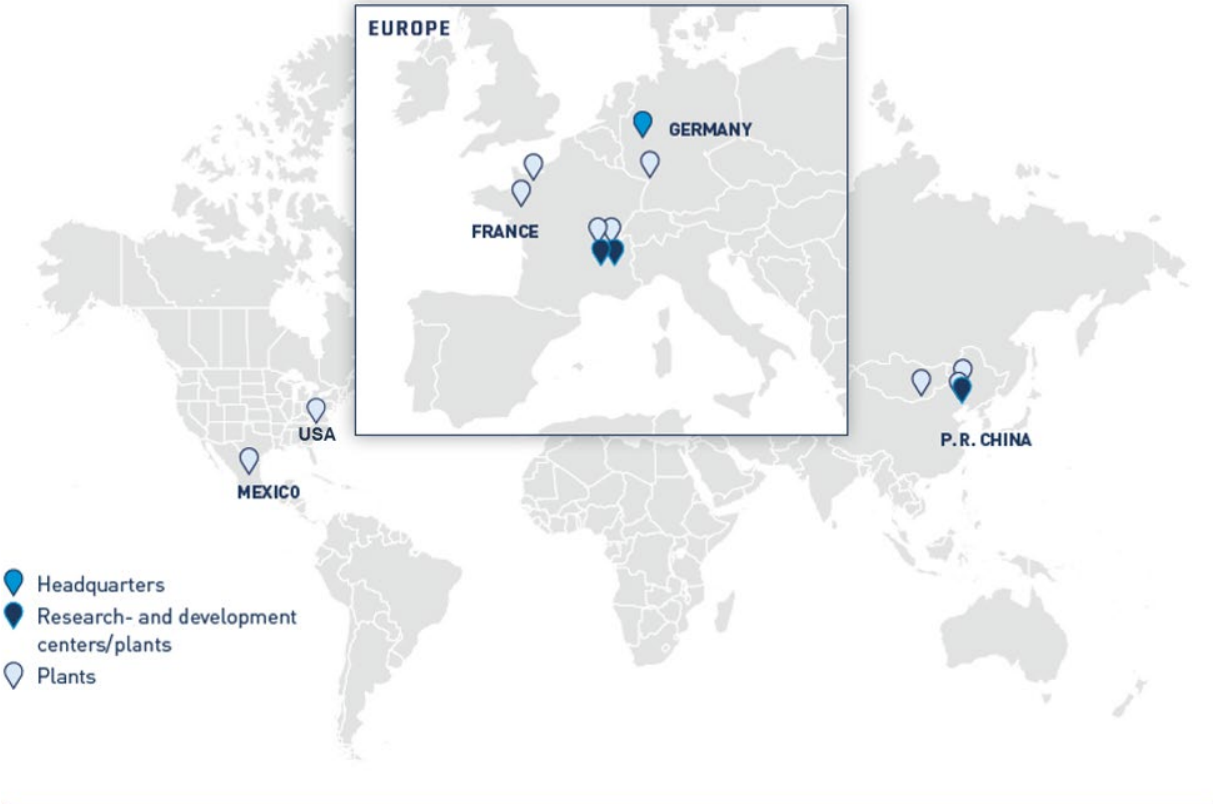 EUROPE
GERMANY
FRANCE
USA
P.R. CHINA
MEXICO
Headquarters
Research- and development
centers/plants
Plants